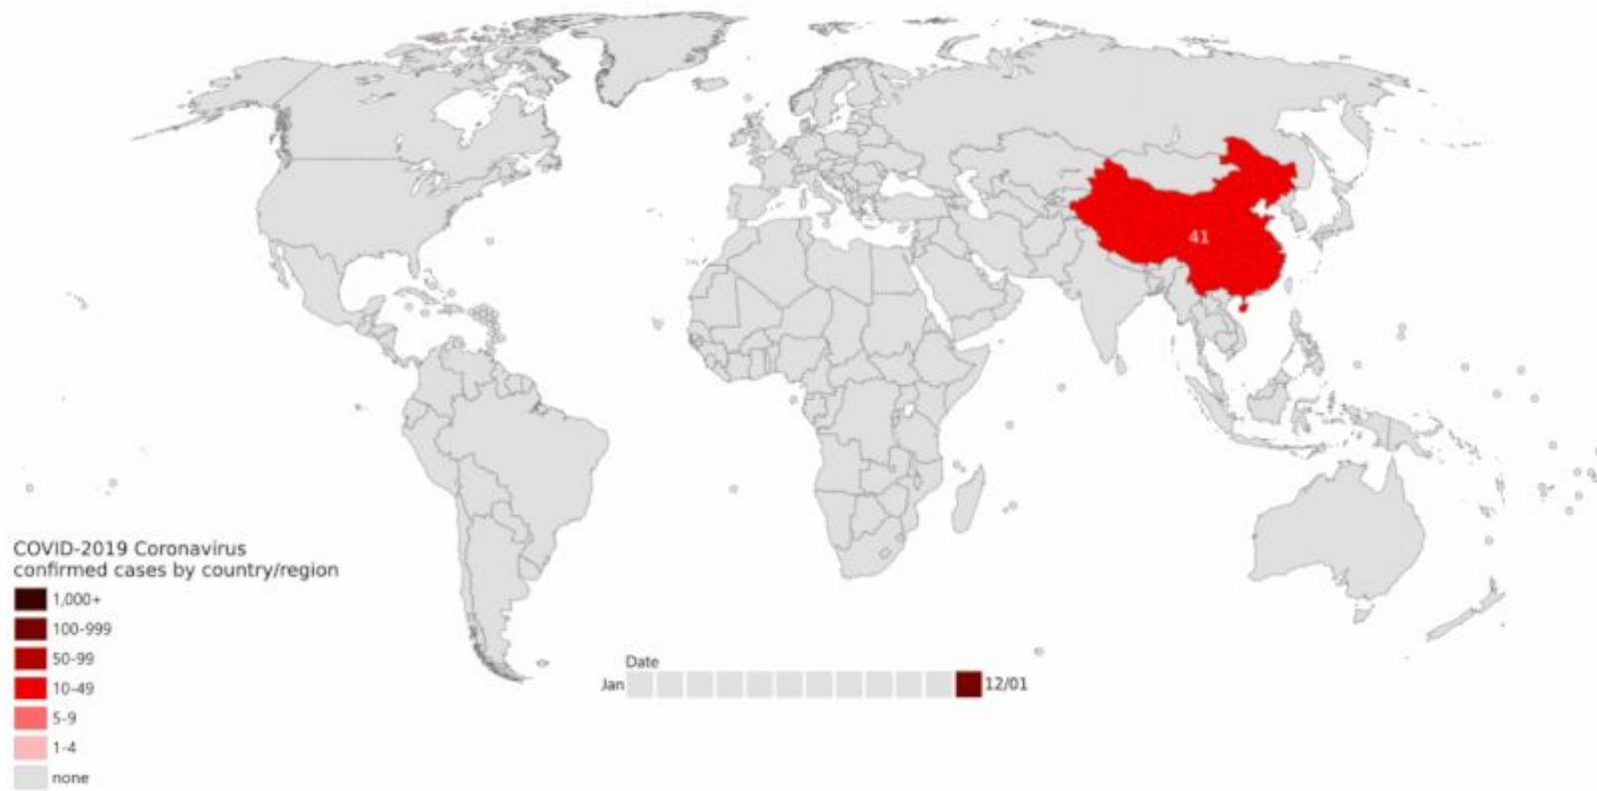 41
COVID-2019 Coronavirus
confirmed cases by country/region
1,000+
100-999
50-99
10-49
5-9
1-4
none
Date
Jan 12/01